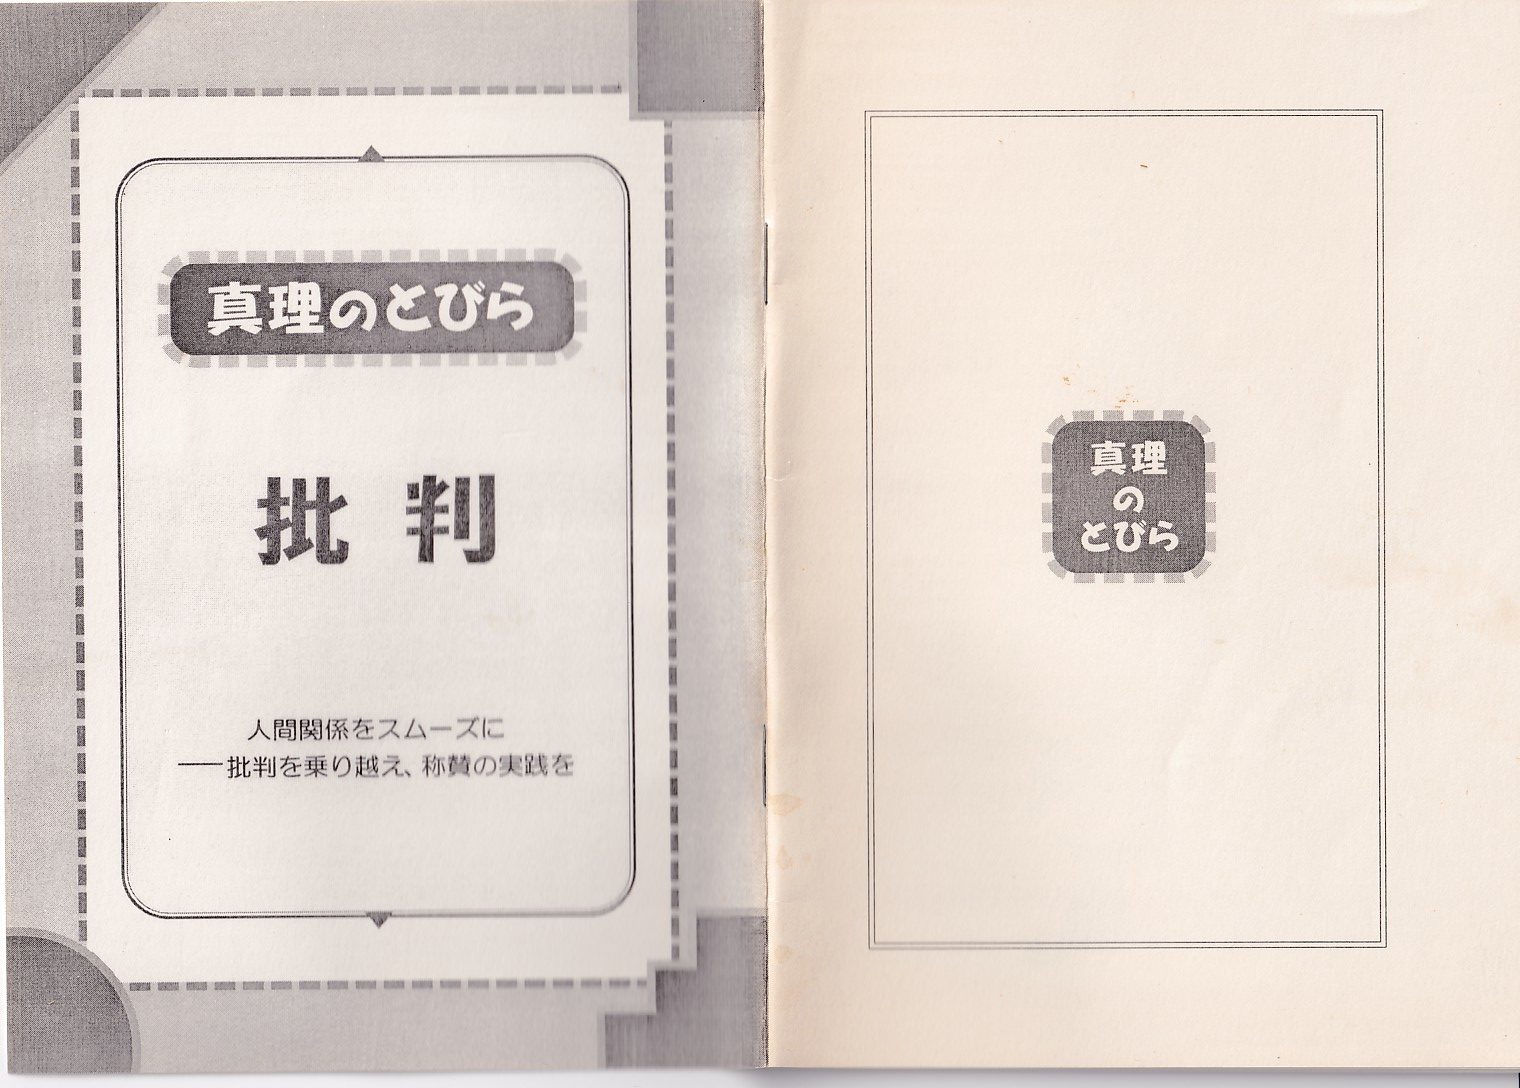 真理のとびら
批判
人間関係をスムーズに
──批判を乗り越え、称賛の実践を
真理
の
とびら